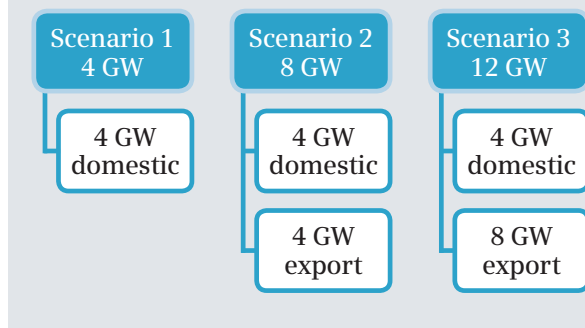 Scenario 1
4 GW
4 GW
domestic
Scenario 2
8 GW
4 GW
domestic
4 GW
export
Scenario 3
12 GW
4 GW
domestic
8 GW
export